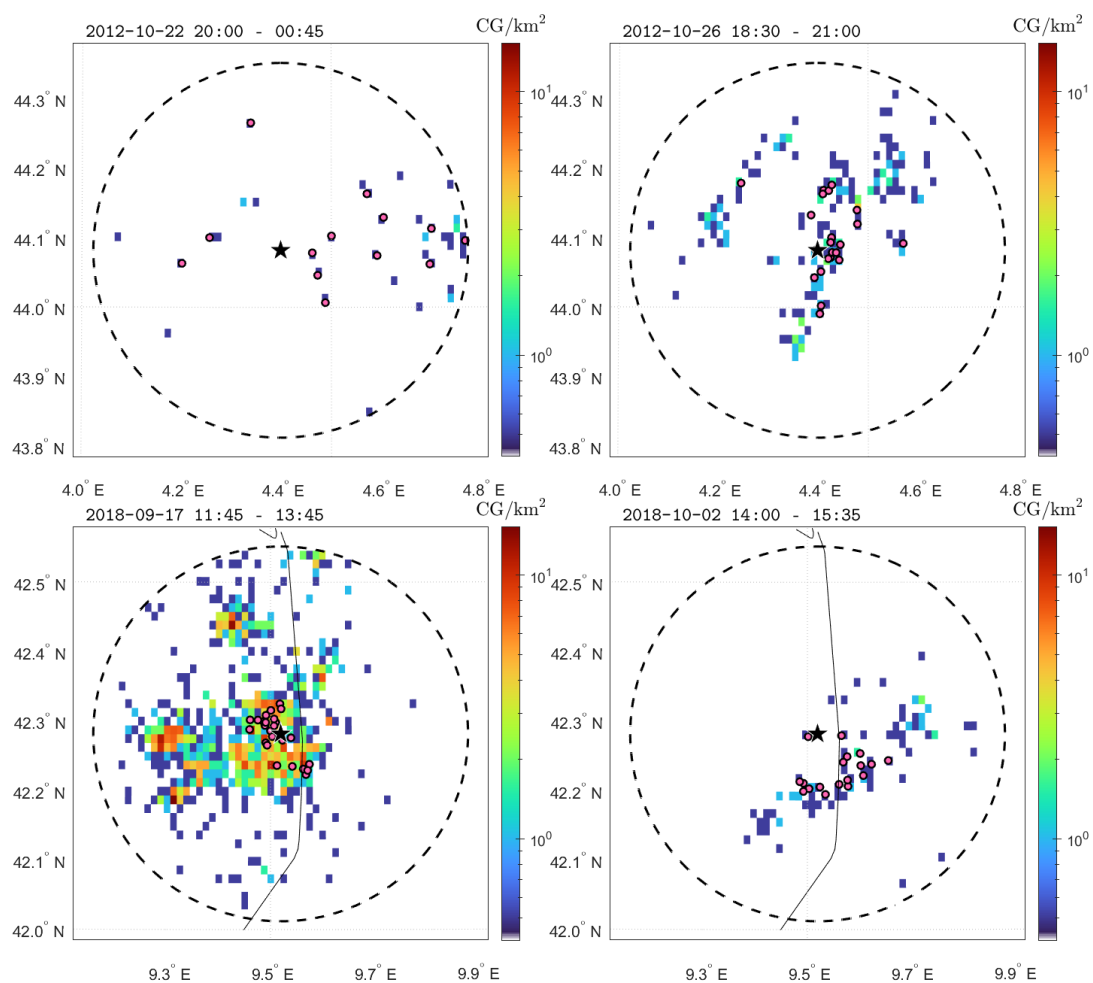 2012-10-22 20:00 - 00:45
CG/km²
44.3° N
44.2° N
44.1° N
44.0° N
43.9° N
43.8° N
4.0° E
4.2° E
4.4° E
4.6° E
4.8° E
10¹
10⁰
2012-10-26 18:30 - 21:00
CG/km²
44.3° N
44.2° N
44.1° N
44.0° N
43.9° N
43.8° N
4.0° E
4.2° E
4.4° E
4.6° E
4.8° E
10¹
10⁰
2018-09-17 11:45 - 13:45
CG/km²
42.5° N
42.4° N
42.3° N
42.2° N
42.1° N
42.0° N
9.3° E
9.5° E
9.7° E
9.9° E
10¹
10⁰
2018-10-02 14:00 - 15:35
CG/km²
42.5° N
42.4° N
42.3° N
42.2° N
42.1° N
42.0° N
9.3° E
9.5° E
9.7° E
9.9° E
10¹
10⁰